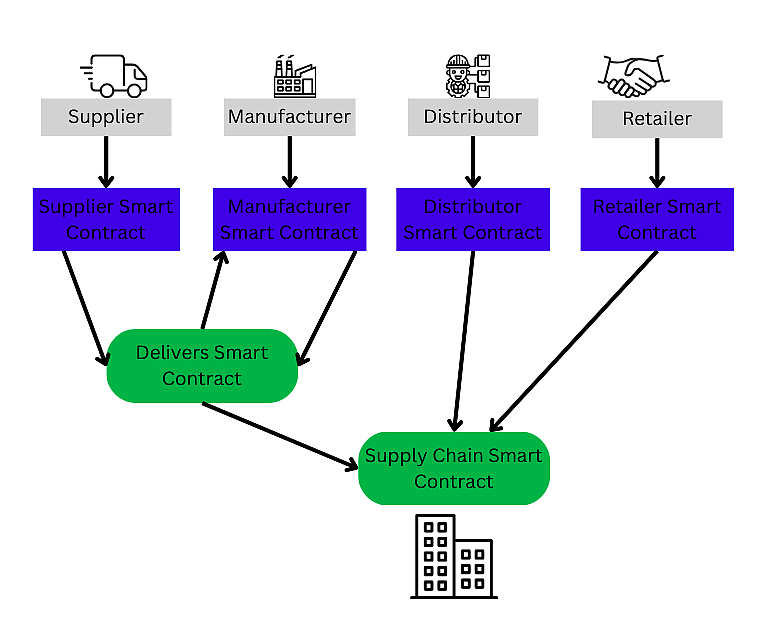 Supplier
Manufacturer
Distributor
Retailer
Supplier Smart
Contract
Manufacturer
Smart Contract
Distributor
Smart Contract
Retailer Smart
Contract
Delivers Smart
Contract
Supply Chain Smart
Contract